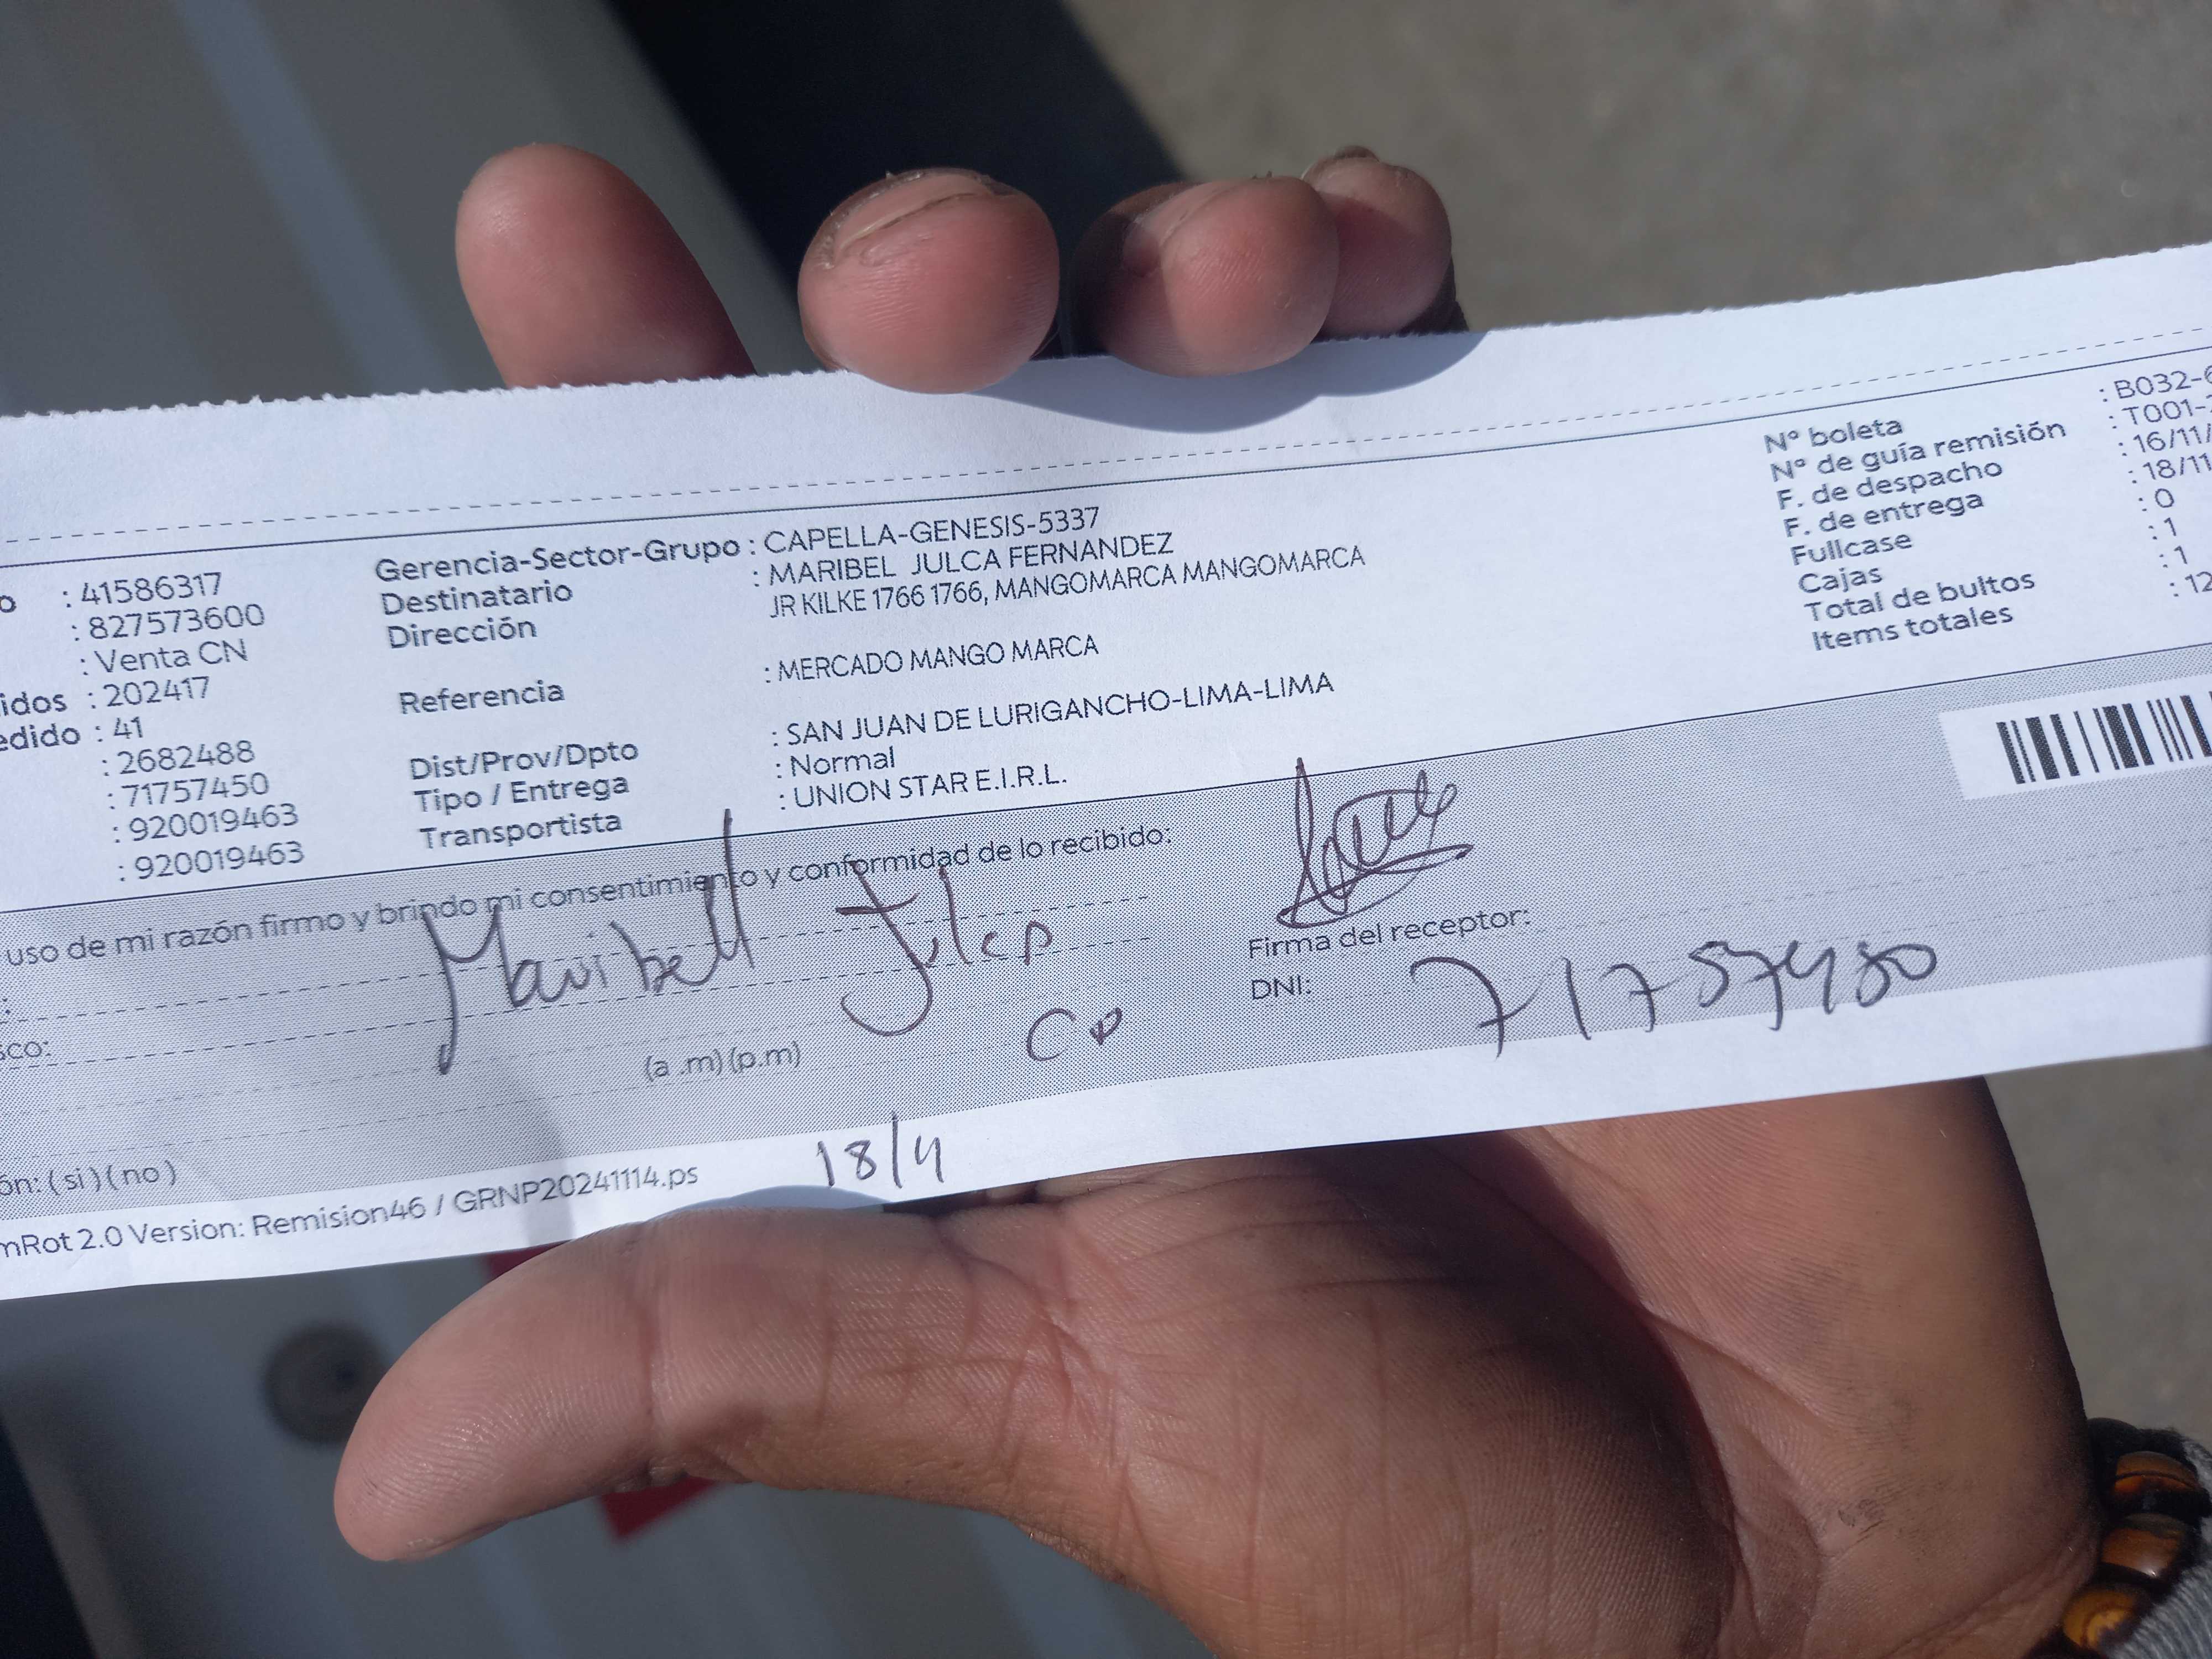 : 41586317
: 827573600
: Venta CN
idos : 202417
edido : 41
: 2682488
: 71757450
: 920019463
: 920019463
Gerencia-Sector-Grupo : CAPELLA-GENESIS-5337
Destinatario : MARIBEL JULCA FERNANDEZ
Dirección JR KILKE 1766 1766, MANGOMARCA MANGOMARCA
Referencia : MERCADO MANGO MARCA
Dist/Prov/Dpto : SAN JUAN DE LURIGANCHO-LIMA-LIMA
Tipo / Entrega : Normal
Transportista : UNION STAR E.I.R.L.
Nº boleta : B032-6
Nº de guía remisión : T001-
F. de despacho : 16/11/
F. de entrega : 18/11
Fullcase : 0
Cajas : 1
Total de bultos : 1
Items totales : 12
uso de mi razón firmo y brindo mi consentimiento y conformidad de lo recibido:
Maribel Julca
Firma del receptor:
DNI: 71757450
sco:
(a .m) (p.m)
ón: ( si ) ( no )
mRot 2.0 Version: Remision46 / GRNP20241114.ps
18/4